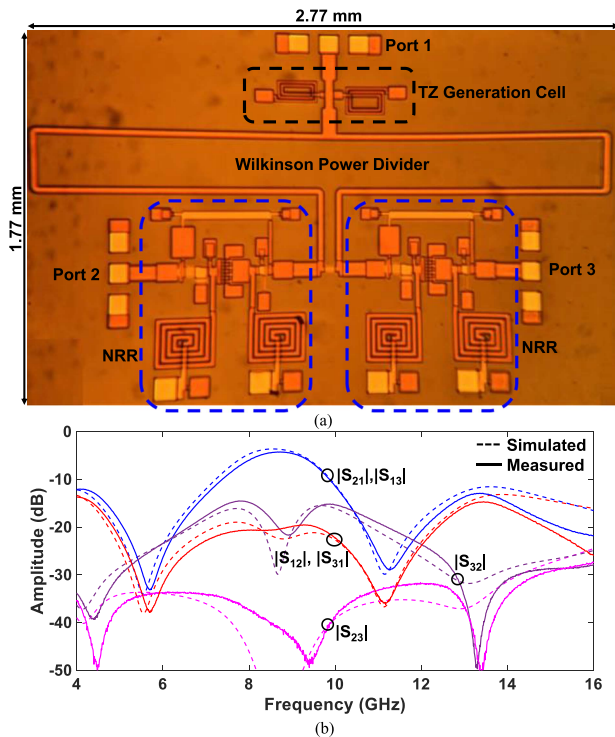 2.77 mm
Port 1
TZ Generation Cell
Wilkinson Power Divider
1.77 mm
Port 2
Port 3
NRR
NRR
(a)
0
-10
-20
-30
-40
-50
Amplitude (dB)
Simulated
Measured
|S21|,|S13|
|S12|, |S31|
|S32|
|S23|
4
6
8
10
12
14
16
Frequency (GHz)
(b)